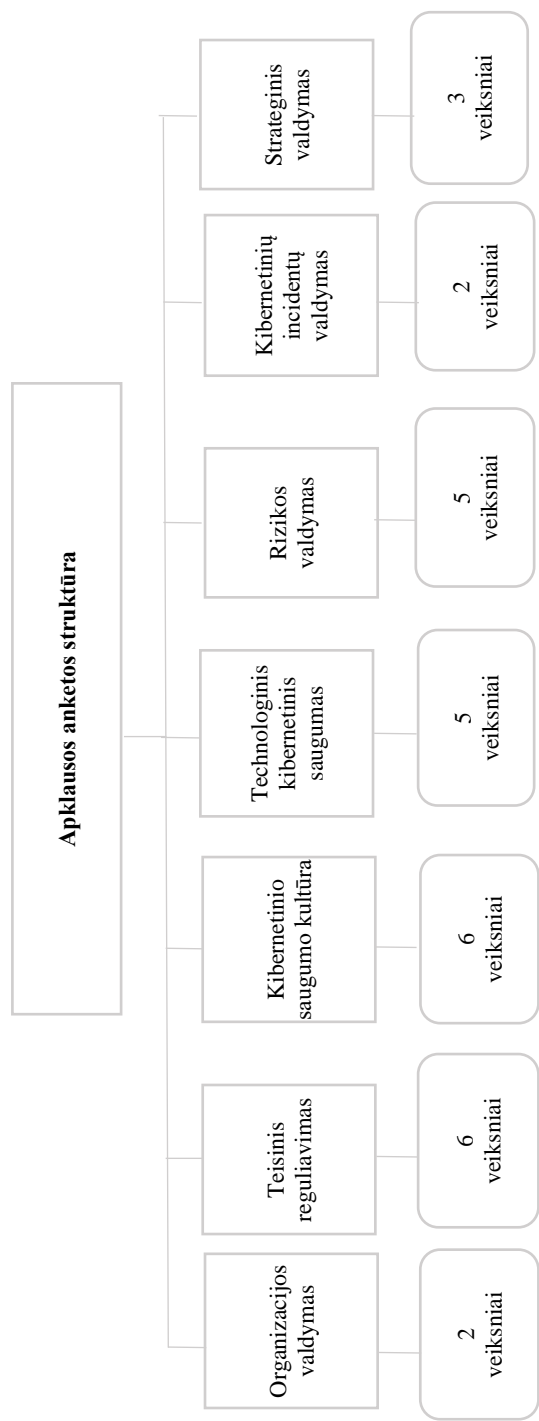 Apklausos anketos struktūra
Organizacijos
valdymas
Teisinis
reguliavimas
Kibernetinio
saugumo kultūra
Technologinis
kibernetinis
saugumas
Rizikos
valdymas
Kibernetinių
incidentų
valdymas
Strateginis
valdymas
2
veiksniai
6
veiksniai
6
veiksniai
5
veiksniai
5
veiksniai
2
veiksniai
3
veiksniai